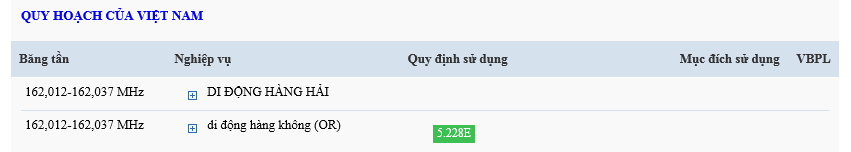 QUY HOẠCH CỦA VIỆT NAM
Băng tần Nghiệp vụ Quy định sử dụng Mục đích sử dụng VBPL
162,012-162,037 MHz DI ĐỘNG HÀNG HẢI
162,012-162,037 MHz di động hàng không (OR) 5.228E